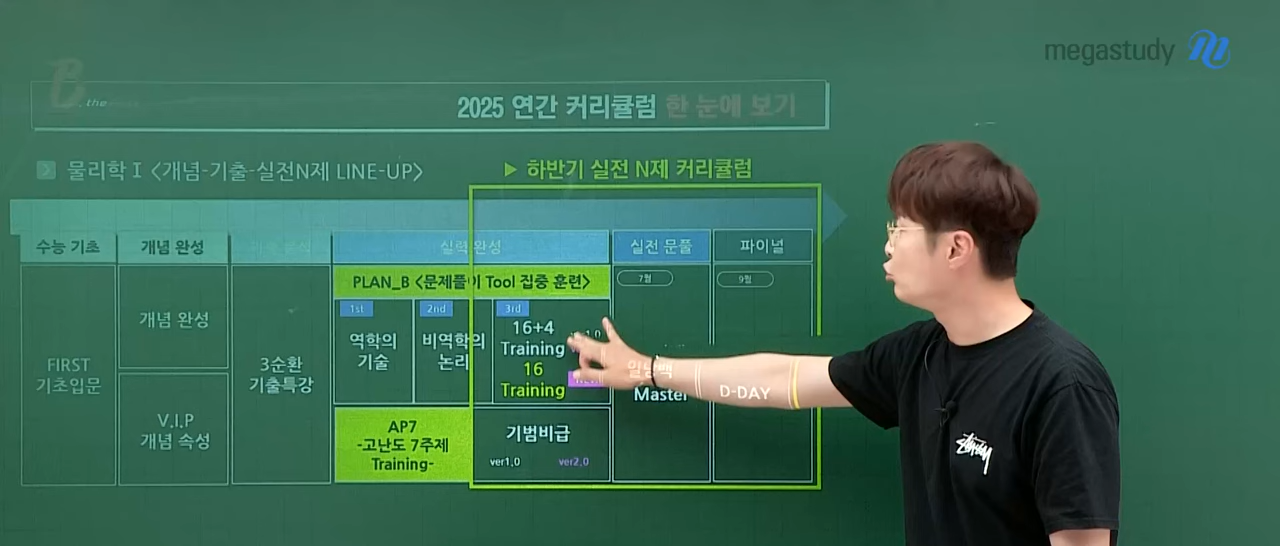 megastudy
B. the
2025 연간 커리큘럼 한 눈에 보기
물리학 I <개념-기출-실전N제 LINE-UP>
▶ 하반기 실전 N제 커리큘럼
수능 기초
개념 완성
실력 완성
실전 문풀
파이널
PLAN_B <문제풀이 Tool 집중 훈련>
7월
9월
FIRST
기초입문
개념 완성
V.I.P
개념 속성
3순환
기출특강
1st
역학의
기술
2nd
비역학의
논리
3rd
16+4
Training
16
Training
AP7
-고난도 7주제
Training-
기범비급
ver1.0
ver2.0
Master
D-DAY
STUSSY